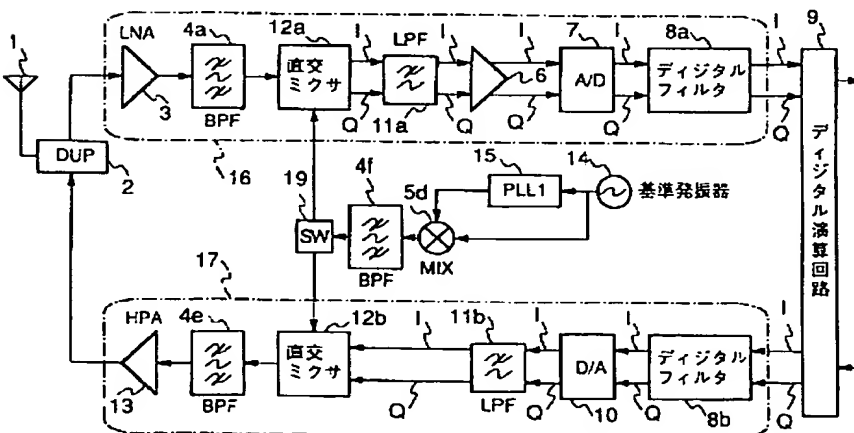 1
LNA
4a
12a
I
LPF
I
I
7
I
8a
I
9
直交
ミクサ
A/D
ディジタル
フィルタ
3
BPF
Q
11a
Q
6
Q
Q
Q
DUP
2
16
15
14
4f
5d
PLL1
基準発振器
19
SW
BPF
MIX
ディジタル演算回路
17
HPA
4e
12b
I
11b
I
I
I
直交
ミクサ
D/A
ディジタル
フィルタ
13
BPF
Q
LPF
Q
10
Q
8b
Q